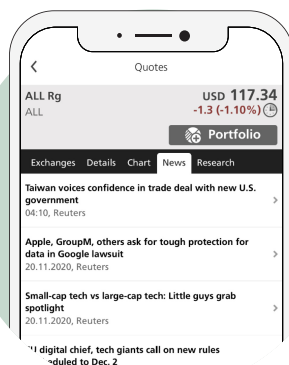 Quotes
ALL Rg
USD 117.34
ALL
-1.3 (-1.10%)
Portfolio
Exchanges Details Chart News Research
Taiwan voices confidence in trade deal with new U.S.
government
04:10, Reuters
Apple, GroupM, others ask for tough protection for
data in Google lawsuit
20.11.2020, Reuters
Small-cap tech vs large-cap tech: Little guys grab
spotlight
20.11.2020, Reuters
digital chief, tech giants call on new rules
to Dec. 2